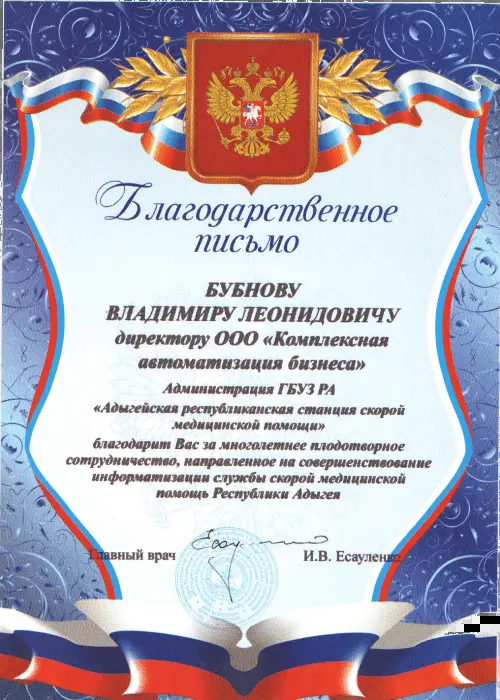 Благодарственное
письмо
БУБНОВУ
ВЛАДИМИРУ ЛЕОНИДОВИЧУ
директору ООО «Комплексная
автоматизация бизнеса»
Администрация ГБУЗ РА
«Адыгейская республиканская станция скорой
медицинской помощи»
благодарит Вас за многолетнее плодотворное
сотрудничество, направленное на совершенствование
информатизации службы скорой медицинской
помощь Республики Адыгея
Главный врач И.В. Есауленко